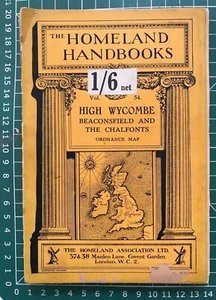 THE HOMELAND
HANDBOOKS
1/6 net
Vol. 54.
HIGH WYCOMBE
BEACONSFIELD AND
THE CHALFONTS
ORDNANCE MAP
THE HOMELAND ASSOCIATION LTD.
37 & 38 Maiden Lane, Covent Garden,
London, W.C.2.